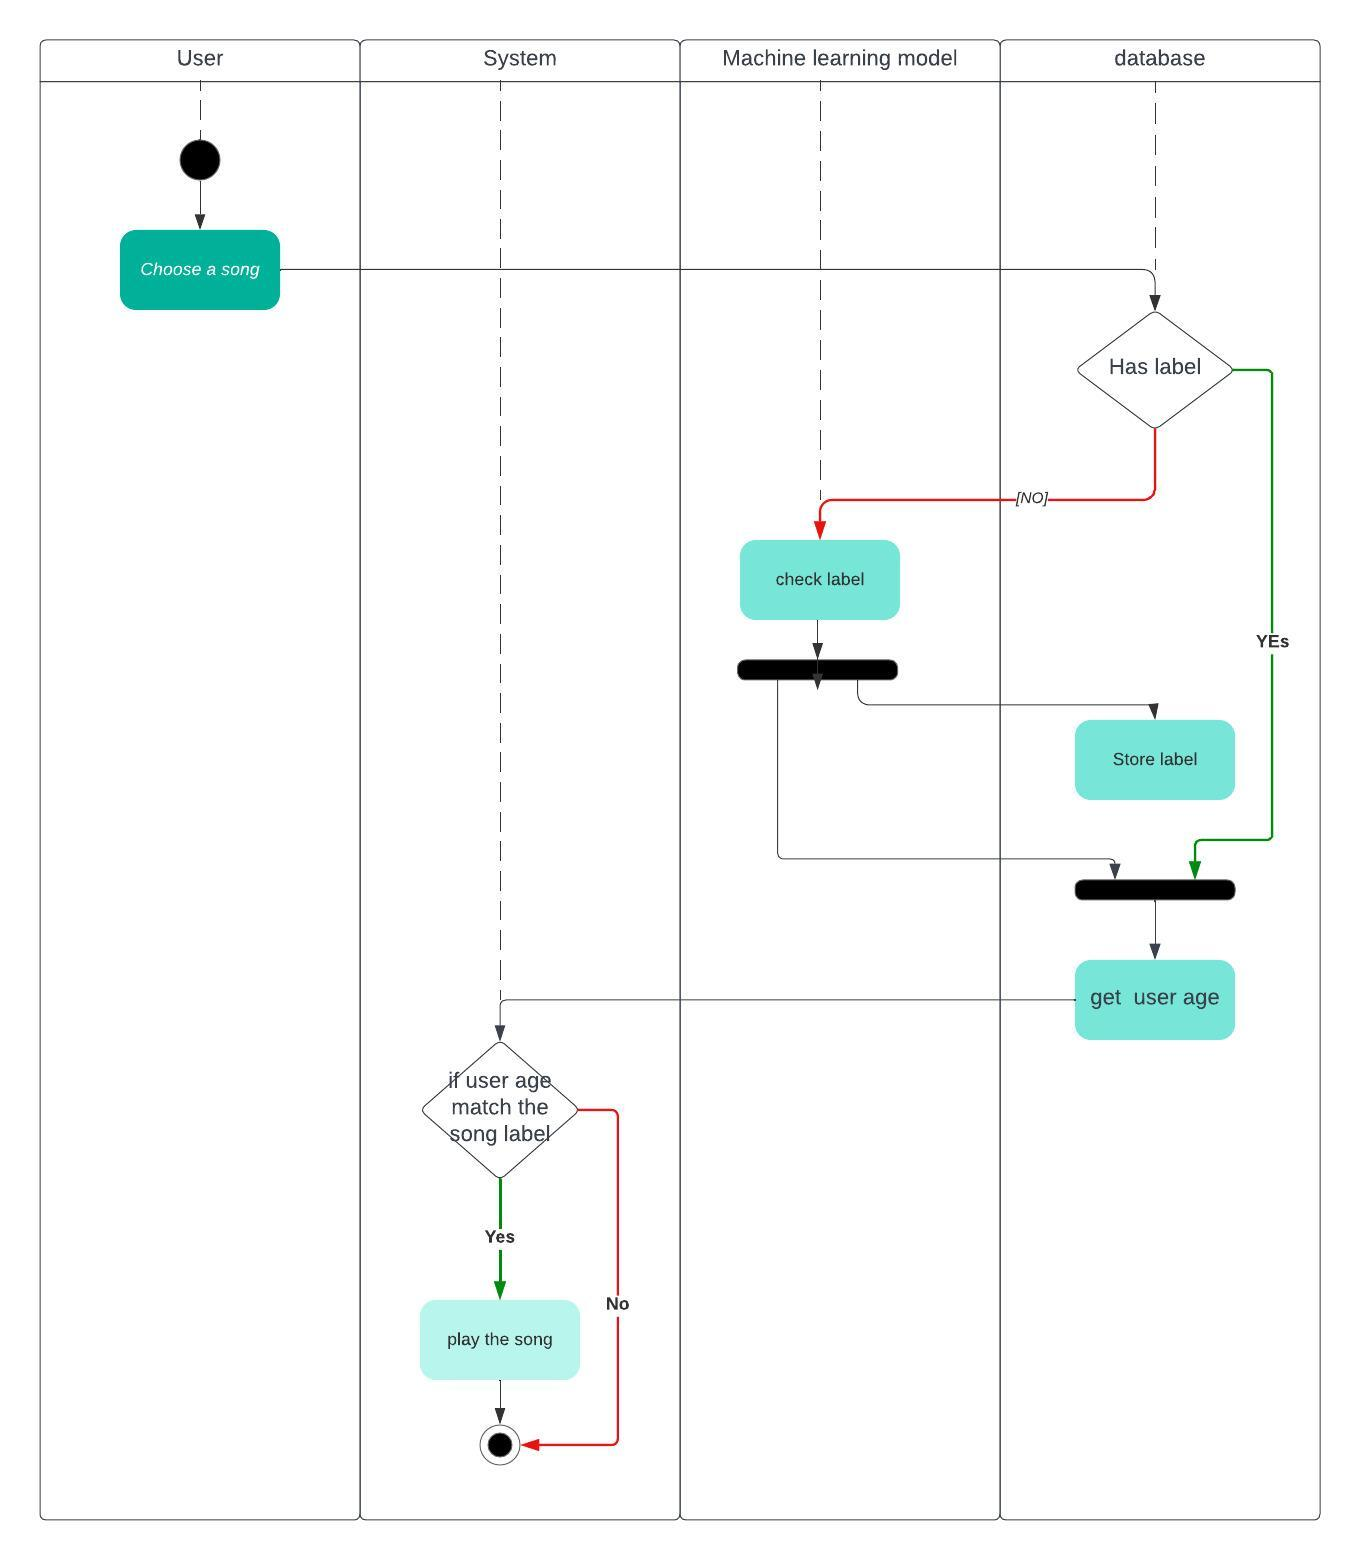 User
System
Machine learning model
database
Choose a song
Has label
[NO]
check label
YEs
Store label
get  user age
if user age
match the
song label
Yes
No
play the song